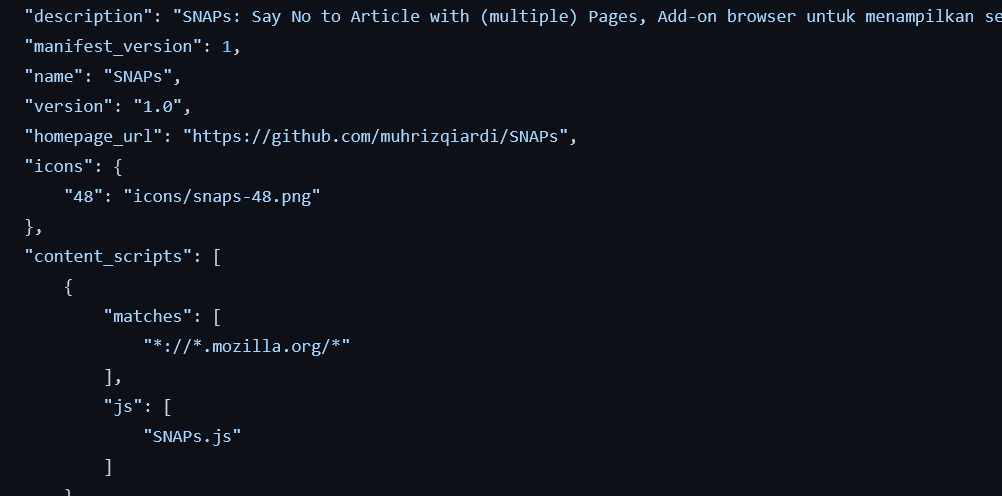 "description": "SNAPs: Say No to Article with (multiple) Pages, Add-on browser untuk menampilkan
"manifest_version": 1,
"name": "SNAPs",
"version": "1.0",
"homepage_url": "https://github.com/muhrizqiardi/SNAPs",
"icons": {
"48": "icons/snaps-48.png"
},
"content_scripts": [
{
"matches": [
"*://*.mozilla.org/*"
],
"js": [
"SNAPs.js"
]